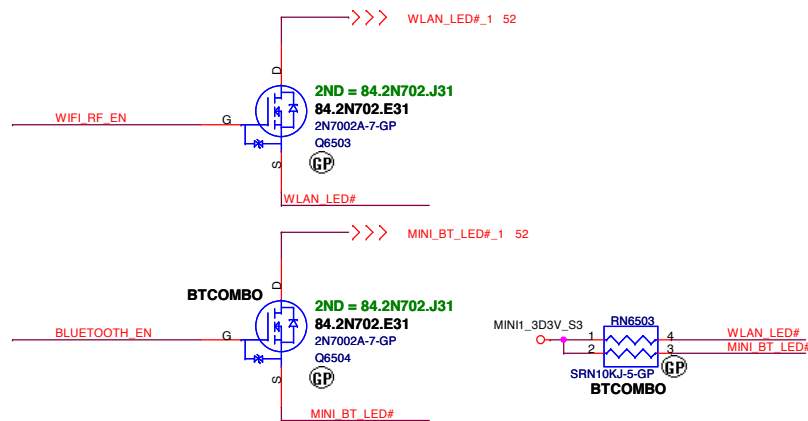 WLAN_LED#_1 52
D
2ND = 84.2N702.J31
84.2N702.E31
WIFI_RF_EN
G
2N7002A-7-GP
Q6503
GP
S
WLAN_LED#
MINI_BT_LED#_1 52
D
BTCOMBO
2ND = 84.2N702.J31
84.2N702.E31
BLUETOOTH_EN
G
2N7002A-7-GP
Q6504
GP
S
MINI_BT_LED#
MINI1_3D3V_S3
RN6503
1 4
WLAN_LED#
2 3
MINI_BT_LED#
GP
SRN10KJ-5-GP
BTCOMBO